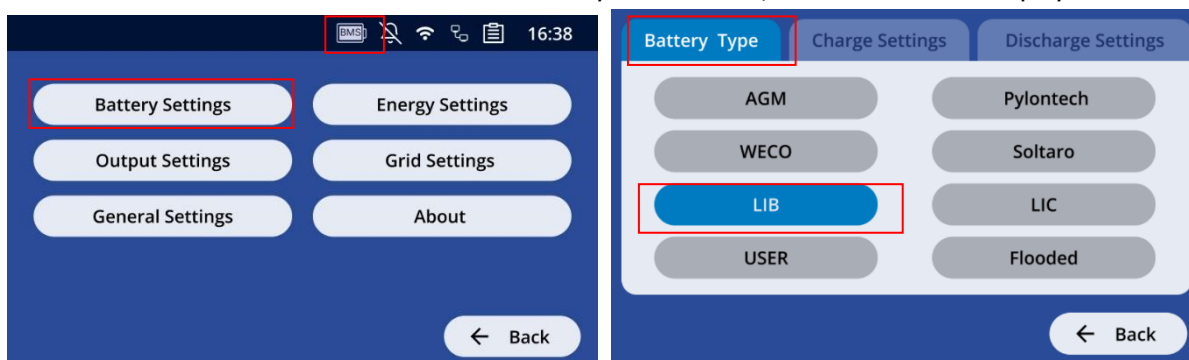 BMS 16:38
Battery Settings Energy Settings
Output Settings Grid Settings
General Settings About
← Back
Battery Type Charge Settings Discharge Settings
AGM Pylontech
WECO Soltaro
LIB LIC
USER Flooded
← Back